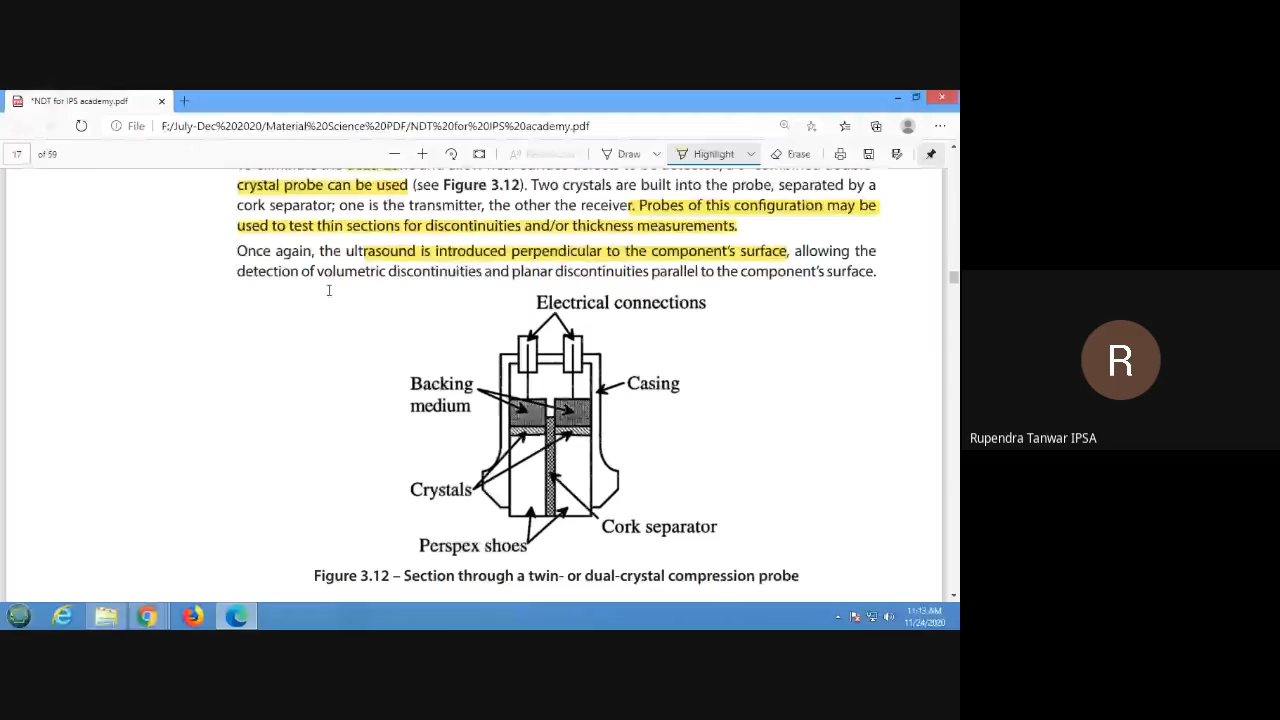 *NDT for IPS academy.pdf
File F:/July-Dec%202020/Material%20Science%20PDF/NDT%20for%20IPS%20academy.pdf
17 of 59 Draw Highlight Erase
crystal probe can be used (see Figure 3.12). Two crystals are built into the probe, separated by a
cork separator; one is the transmitter, the other the receiver. Probes of this configuration may be
used to test thin sections for discontinuities and/or thickness measurements.
Once again, the ultrasound is introduced perpendicular to the component's surface, allowing the
detection of volumetric discontinuities and planar discontinuities parallel to the component's surface.
Electrical connections
Backing
medium
Casing
Crystals
Cork separator
Perspex shoes
Figure 3.12 – Section through a twin- or dual-crystal compression probe
11:13 AM
11/24/2020
R
Rupendra Tanwar IPSA